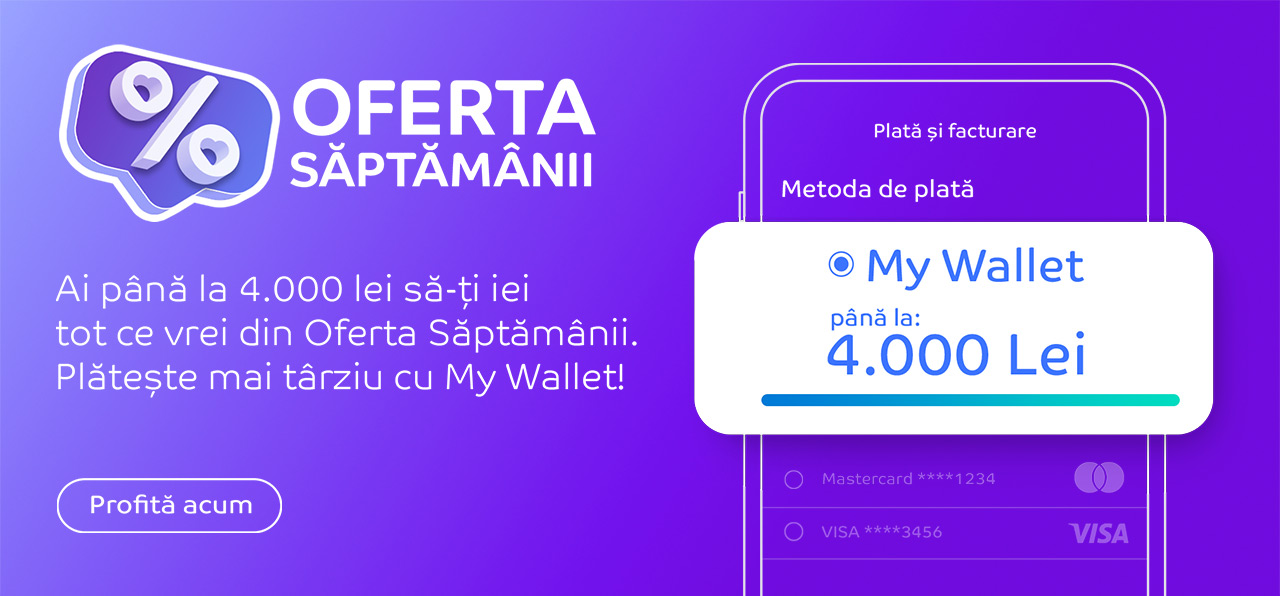 %
OFERTA
SĂPTĂMÂNII
Ai până la 4.000 lei să-ți iei
tot ce vrei din Oferta Săptămânii.
Plătește mai târziu cu My Wallet!
Profită acum
Plată și facturare
Metoda de plată
My Wallet
până la:
4.000 Lei
Mastercard ****1234
VISA ****3456
VISA